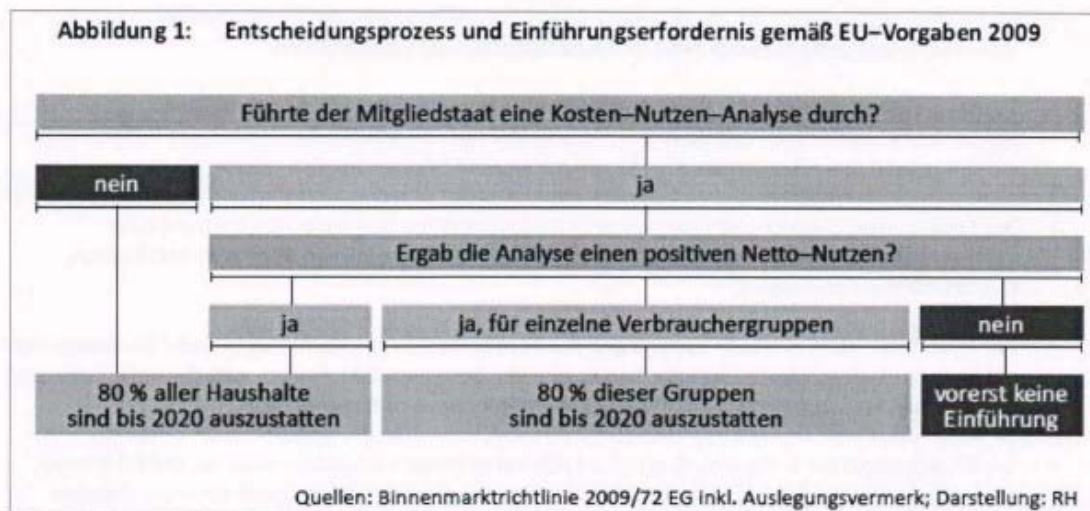 Abbildung 1: Entscheidungsprozess und Einführungserfordernis gemäß EU–Vorgaben 2009
Führte der Mitgliedstaat eine Kosten–Nutzen–Analyse durch?
nein
ja
Ergab die Analyse einen positiven Netto–Nutzen?
ja
ja, für einzelne Verbrauchergruppen
nein
80 % aller Haushalte
sind bis 2020 auszustatten
80 % dieser Gruppen
sind bis 2020 auszustatten
vorerst keine
Einführung
Quellen: Binnenmarktrichtlinie 2009/72 EG inkl. Auslegungsvermerk; Darstellung: RH